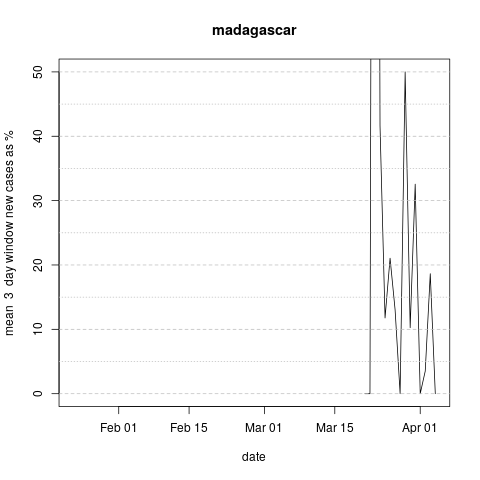 madagascar
mean  3  day window new cases as %
50
40
30
20
10
0
Feb 01
Feb 15
Mar 01
Mar 15
Apr 01
date